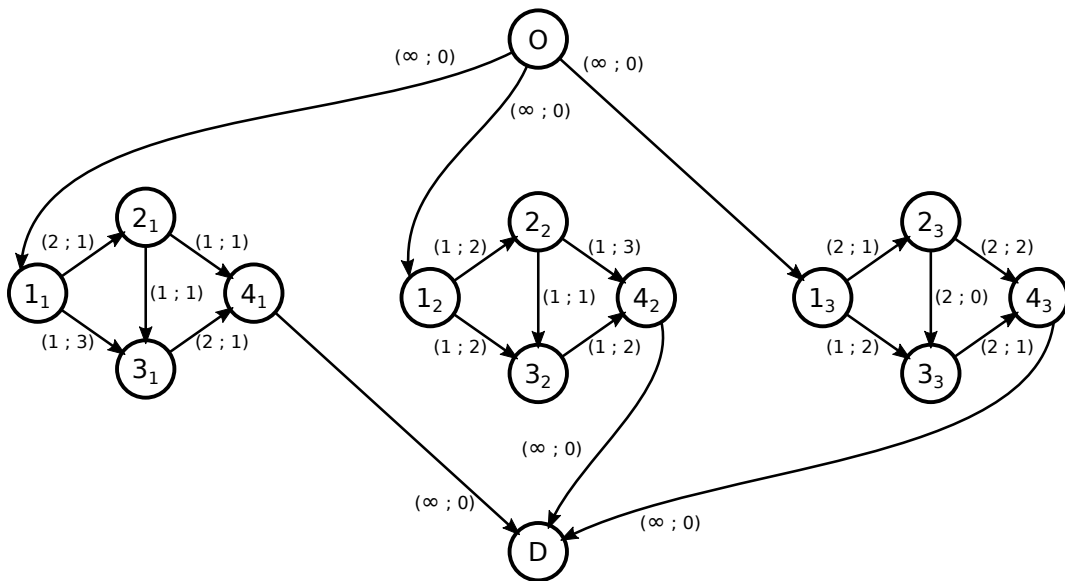 O
(∞ ; 0)
(∞ ; 0)
(∞ ; 0)
2₁
2₂
2₃
(2 ; 1)
(1 ; 1)
(1 ; 2)
(1 ; 3)
(2 ; 1)
(2 ; 2)
1₁
(1 ; 1)
4₁
1₂
(1 ; 1)
4₂
1₃
(2 ; 0)
4₃
(1 ; 3)
(2 ; 1)
(1 ; 2)
(1 ; 2)
(1 ; 2)
(2 ; 1)
3₁
3₂
3₃
(∞ ; 0)
(∞ ; 0)
(∞ ; 0)
D